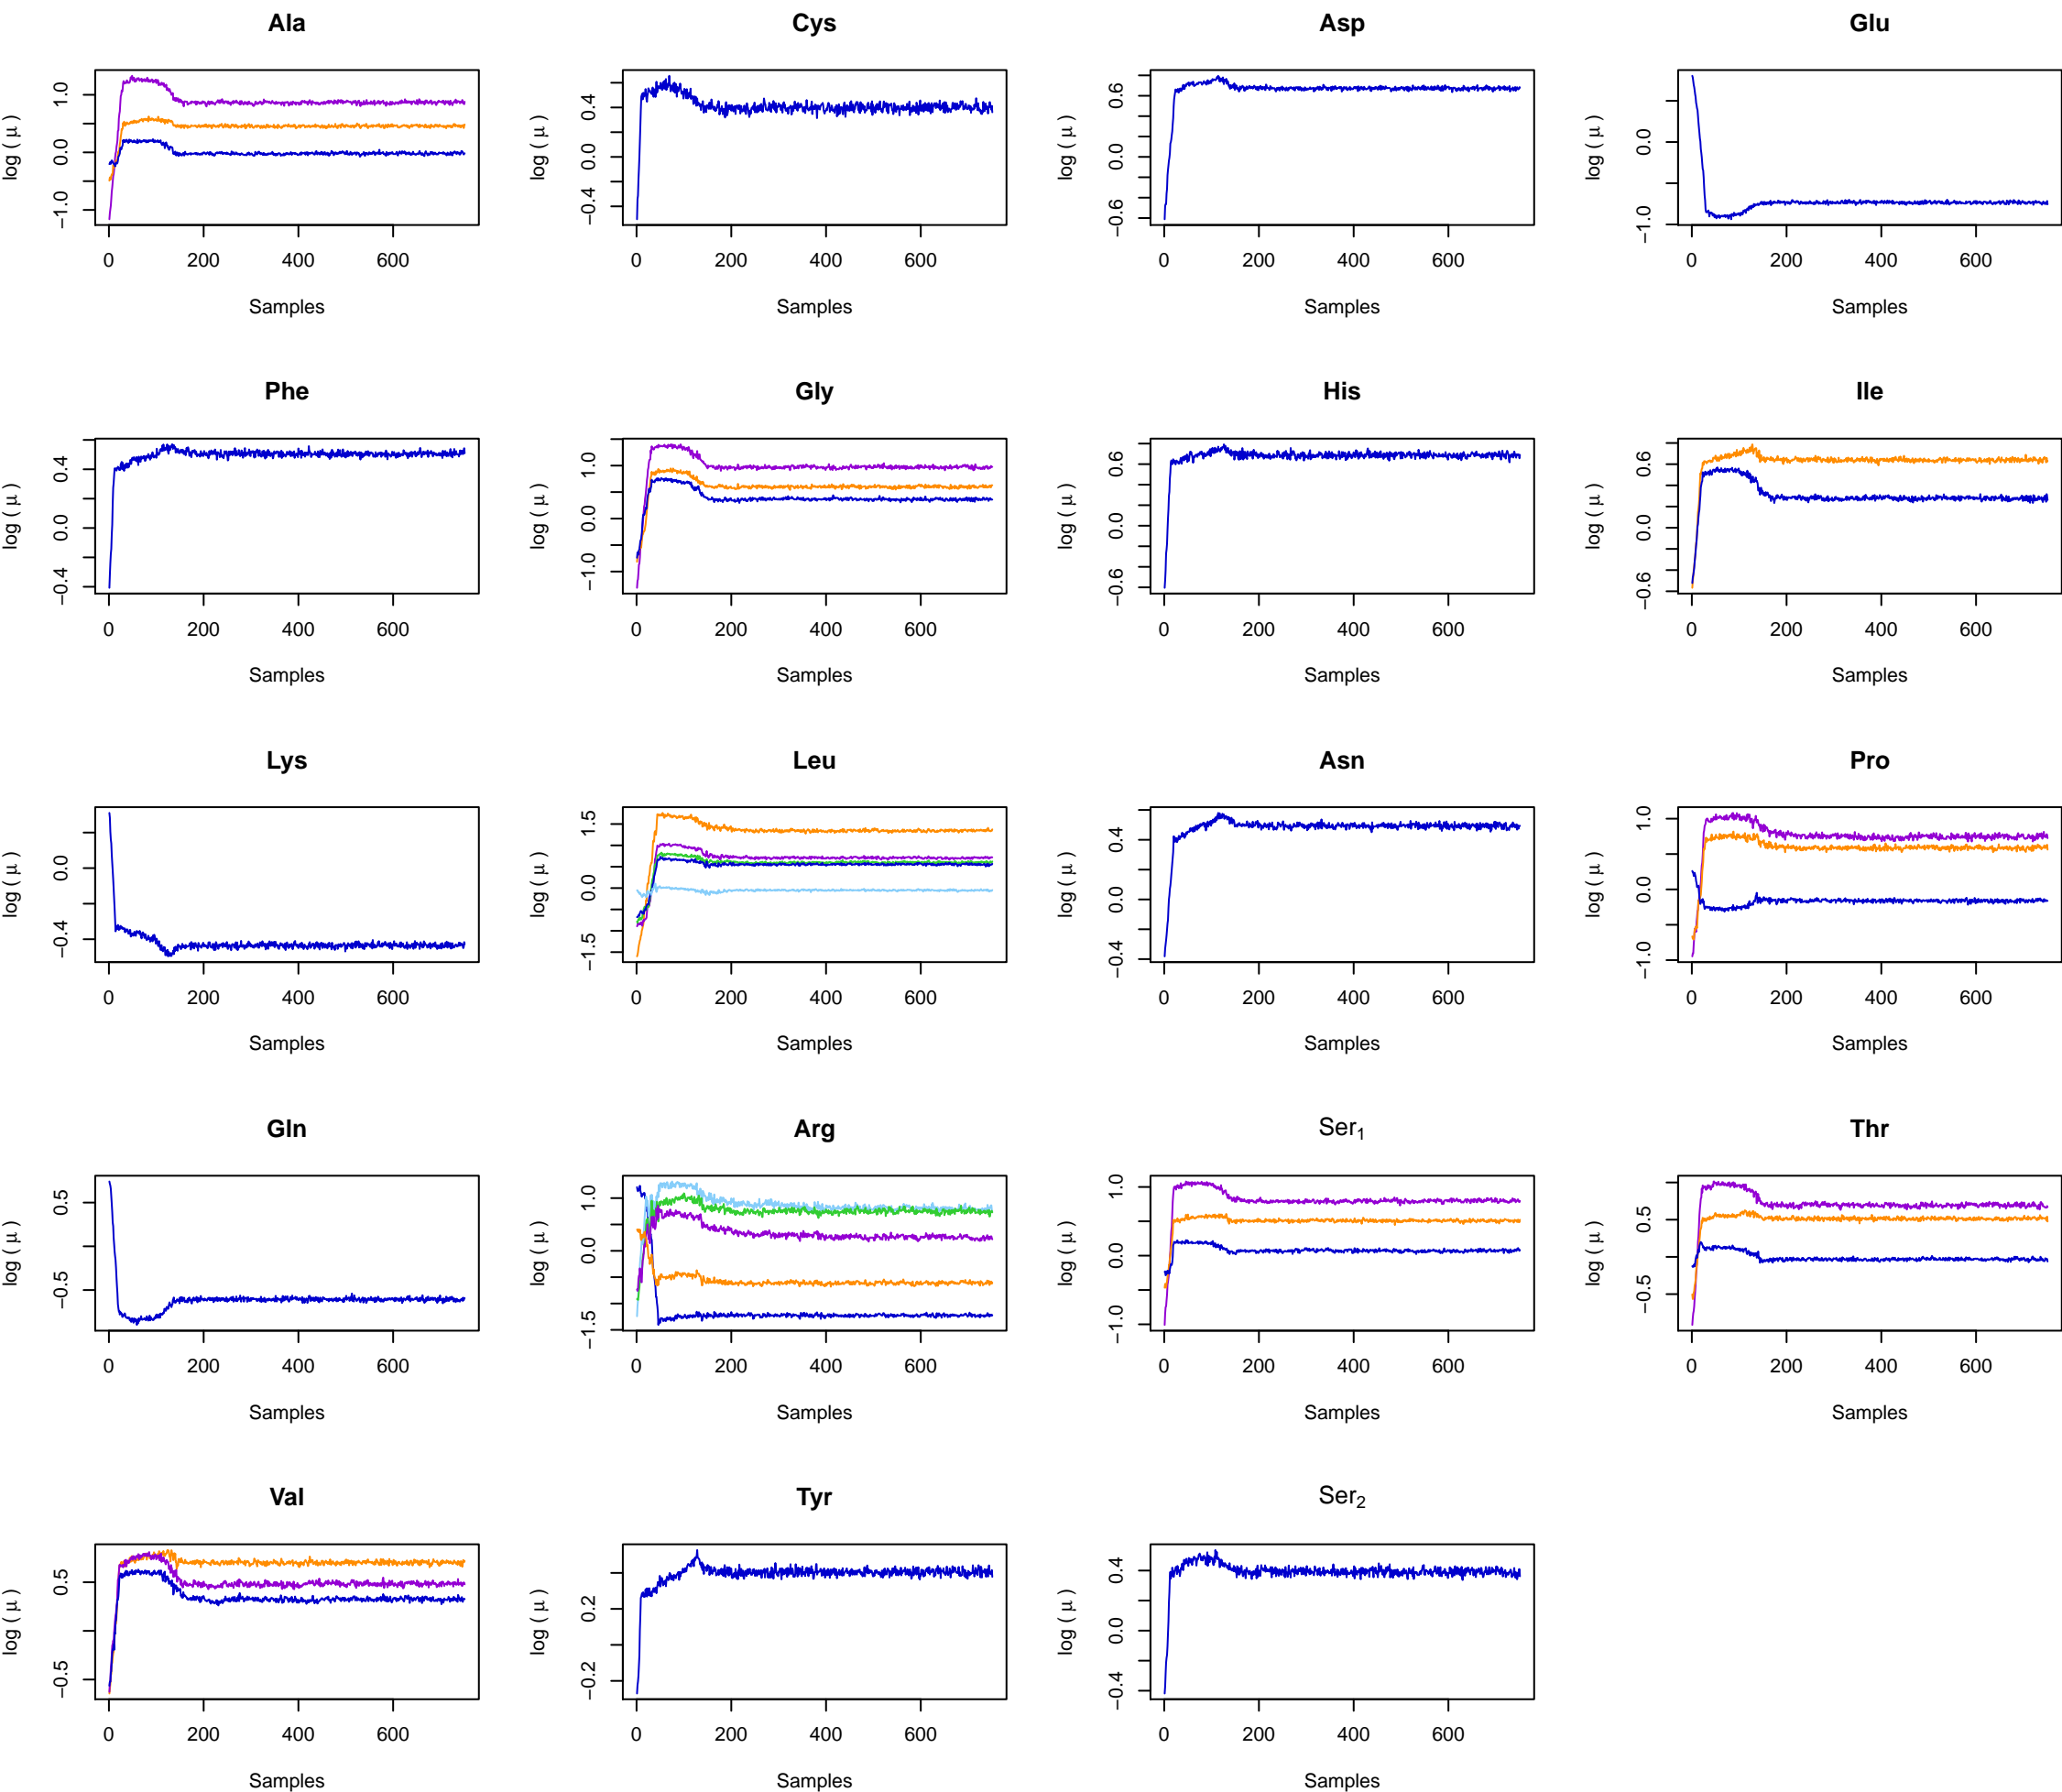 Ala
log ( μ )
−1.0 0.0 1.0
0 200 400 600
Samples
Cys
log ( μ )
−0.4 0.0 0.4
0 200 400 600
Samples
Asp
log ( μ )
−0.6 0.0 0.6
0 200 400 600
Samples
Glu
log ( μ )
−1.0 0.0
0 200 400 600
Samples
Phe
log ( μ )
−0.4 0.0 0.4
0 200 400 600
Samples
Gly
log ( μ )
−1.0 0.0 1.0
0 200 400 600
Samples
His
log ( μ )
−0.6 0.0 0.6
0 200 400 600
Samples
Ile
log ( μ )
−0.6 0.0 0.6
0 200 400 600
Samples
Lys
log ( μ )
−0.4 0.0
0 200 400 600
Samples
Leu
log ( μ )
−1.5 0.0 1.5
0 200 400 600
Samples
Asn
log ( μ )
−0.4 0.0 0.4
0 200 400 600
Samples
Pro
log ( μ )
−1.0 0.0 1.0
0 200 400 600
Samples
Gln
log ( μ )
−0.5 0.5
0 200 400 600
Samples
Arg
log ( μ )
−1.5 0.0 1.0
0 200 400 600
Samples
Ser₁
log ( μ )
−1.0 0.0 1.0
0 200 400 600
Samples
Thr
log ( μ )
−0.5 0.5
0 200 400 600
Samples
Val
log ( μ )
−0.5 0.5
0 200 400 600
Samples
Tyr
log ( μ )
−0.2 0.2
0 200 400 600
Samples
Ser₂
log ( μ )
−0.4 0.0 0.4
0 200 400 600
Samples